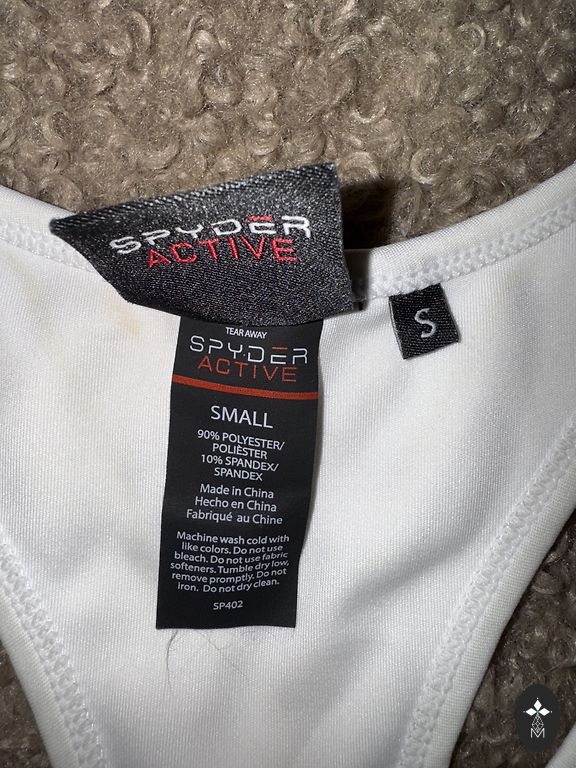 SPYDER
ACTIVE
S
TEAR AWAY
SPYDER
ACTIVE
SMALL
90% POLYESTER/
POLIÈSTER
10% SPANDEX/
SPANDEX
Made in China
Hecho en China
Fabriqué au Chine
Machine wash cold with
like colors. Do not use
bleach. Do not use fabric
softeners. Tumble dry low,
remove promptly. Do not
iron. Do not dry clean.
SP402
M